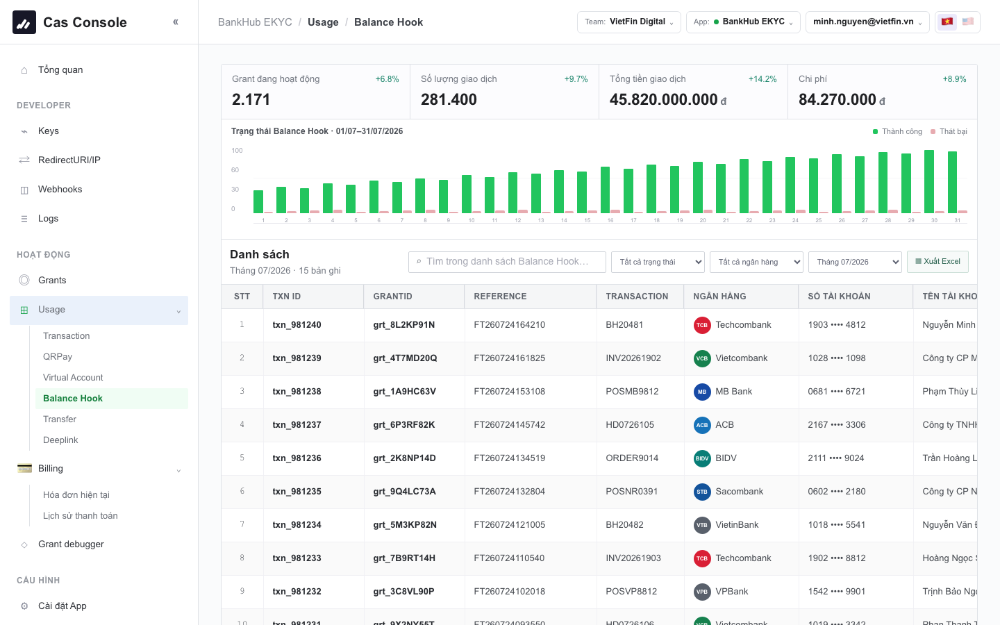 Cas Console «
BankHub EKYC / Usage / Balance Hook
Team: VietFin Digital
App: BankHub EKYC
minh.nguyen@vietfin.vn
Tổng quan
DEVELOPER
Keys
RedirectURI/IP
Webhooks
Logs
HOẠT ĐỘNG
Grants
Usage
Transaction
QRPay
Virtual Account
Balance Hook
Transfer
Deeplink
Billing
Hóa đơn hiện tại
Lịch sử thanh toán
Grant debugger
CẤU HÌNH
Cài đặt App
Grant đang hoạt động +6.8%
2.171
Số lượng giao dịch +9.7%
281.400
Tổng tiền giao dịch +14.2%
45.820.000.000 đ
Chi phí +8.9%
84.270.000 đ
Trạng thái Balance Hook · 01/07–31/07/2026
Thành công Thất bại
100
60
30
0
1 2 3 4 5 6 7 8 9 10 11 12 13 14 15 16 17 18 19 20 21 22 23 24 25 26 27 28 29 30 31
Danh sách
Tháng 07/2026 · 15 bản ghi
Tìm trong danh sách Balance Hook...
Tất cả trạng thái
Tất cả ngân hàng
Tháng 07/2026
Xuất Excel
STT TXN ID GRANTID REFERENCE TRANSACTION NGÂN HÀNG SỐ TÀI KHOẢN TÊN TÀI KHO
1 txn_981240 grt_8L2KP91N FT260724164210 BH20481 TCB Techcombank 1903 •••• 4812 Nguyễn Minh
2 txn_981239 grt_4T7MD20Q FT260724161825 INV20261902 VCB Vietcombank 1028 •••• 1098 Công ty CP M
3 txn_981238 grt_1A9HC63V FT260724153108 POSMB9812 MB MB Bank 0681 •••• 6721 Phạm Thùy Li
4 txn_981237 grt_6P3RF82K FT260724145742 HD0726105 ACB ACB 2167 •••• 3306 Công ty TNHH
5 txn_981236 grt_2K8NP14D FT260724134519 ORDER9014 BIDV BIDV 2111 •••• 9024 Trần Hoàng L
6 txn_981235 grt_9Q4LC73A FT260724132804 POSNR0391 STB Sacombank 0602 •••• 2180 Công ty CP N
7 txn_981234 grt_5M3KP82N FT260724121005 BH20482 VTB VietinBank 1018 •••• 5541 Nguyễn Văn
8 txn_981233 grt_7B9RT14H FT260724110540 INV20261903 TCB Techcombank 1902 •••• 8812 Hoàng Ngọc
9 txn_981232 grt_3C8VL90P FT260724102018 POSVP8812 VPB VPBank 1542 •••• 9901 Trịnh Bảo Ngọ
10 txn_981231 grt_9X2NY55T FT260724093550 HD0726106 VCB Vietcombank 1019 •••• 3342 Phan Thanh T